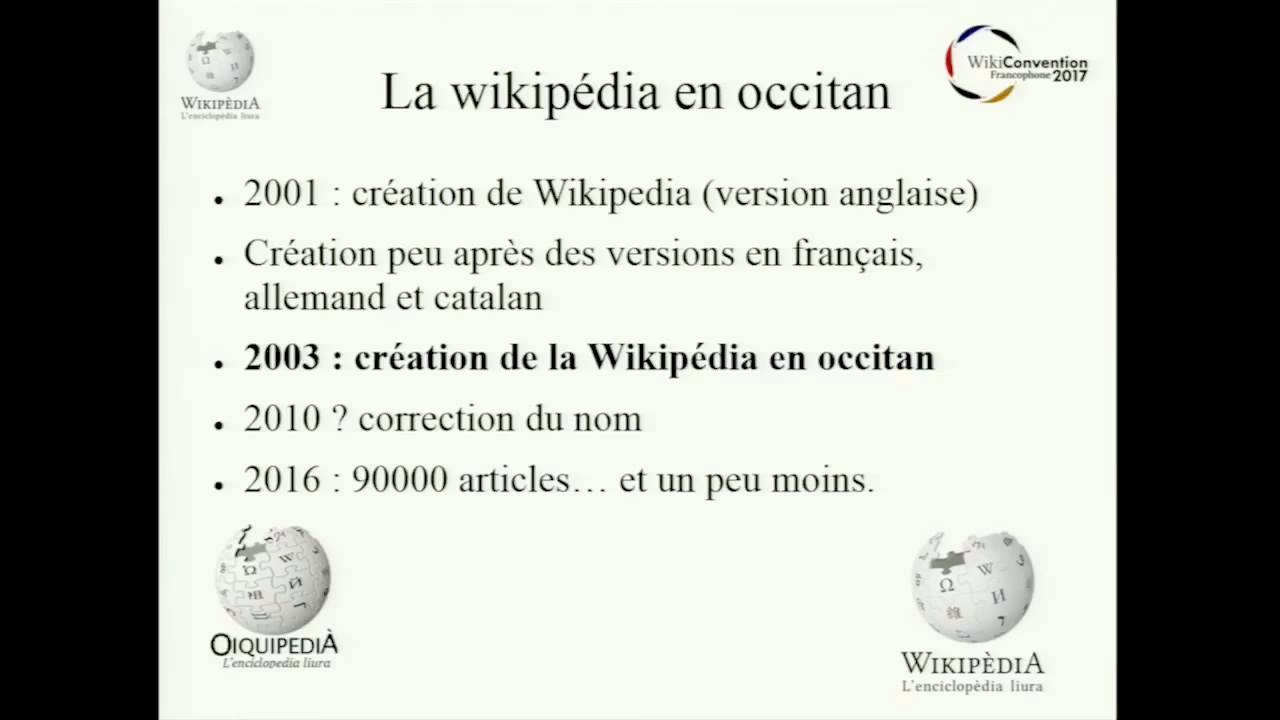 WIKIPÈDIA
L'enciclopèdia liura
WikiConvention
Francophone 2017
La wikipédia en occitan
2001 : création de Wikipedia (version anglaise)
Création peu après des versions en français,
allemand et catalan
2003 : création de la Wikipédia en occitan
2010 ? correction du nom
2016 : 90000 articles… et un peu moins.
OIQUIPEDIÀ
L'enciclopedia liura
WIKIPÈDIA
L'enciclopèdia liura